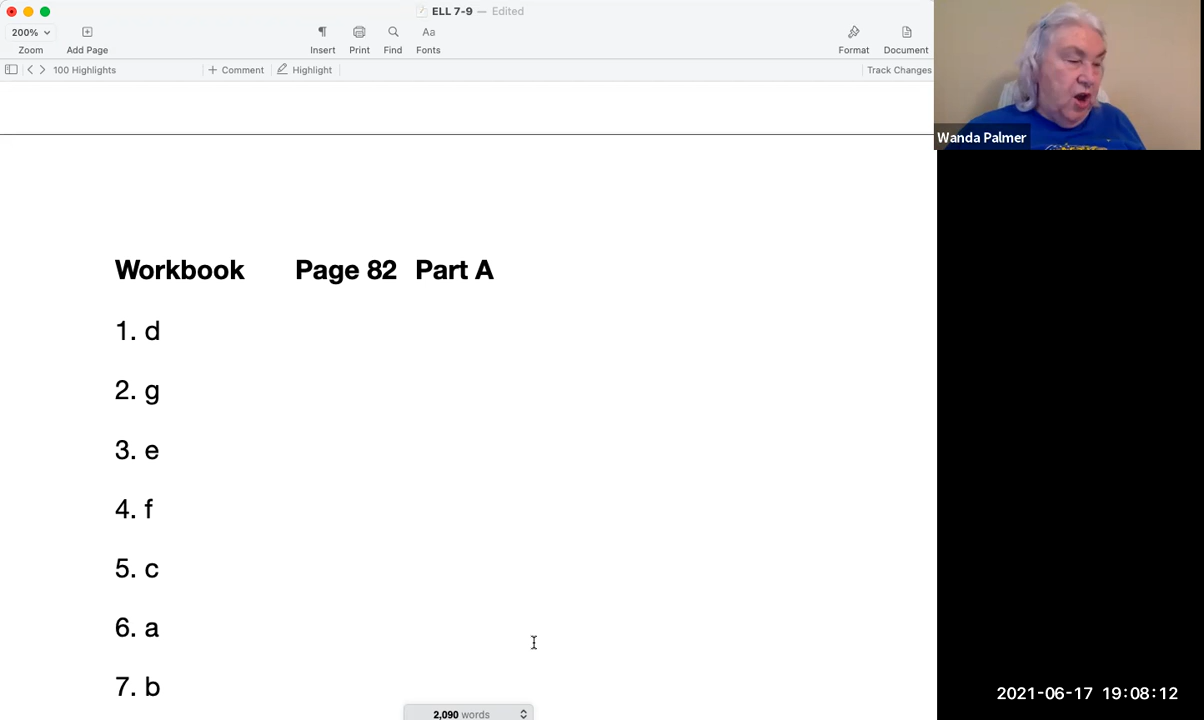 ELL 7-9 — Edited
200%
Zoom
Add Page
Insert
Print
Find
Aa
Fonts
Format
Document
100 Highlights
+ Comment
Highlight
Track Changes
Wanda Palmer
Workbook Page 82 Part A
1. d
2. g
3. e
4. f
5. c
6. a
7. b
2,090 words
2021-06-17 19:08:12